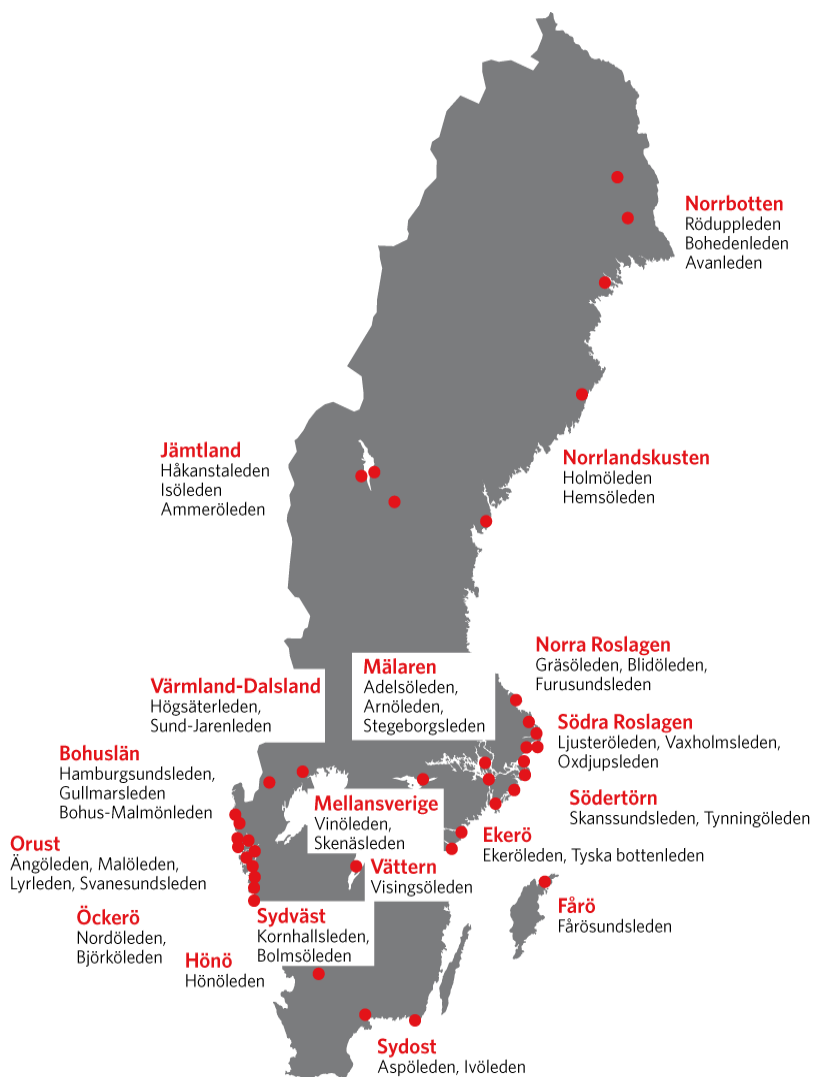 Norrbotten
Röduppleden
Bohedenleden
Avanleden
Jämtland
Håkanstaleden
Isöleden
Ammeröleden
Norrlandskusten
Holmöleden
Hemsöleden
Norra Roslagen
Gräsöleden, Blidöleden,
Furusundsleden
Mälaren
Adelsöleden,
Arnöleden,
Stegeborgsleden
Värmland-Dalsland
Högsäterleden,
Sund-Jarenleden
Södra Roslagen
Ljusteröleden, Vaxholmsleden,
Oxdjupsleden
Bohuslän
Hamburgsundsleden,
Gullmarsleden
Bohus-Malmönleden
Södertörn
Skanssundsleden, Tynningöleden
Mellansverige
Vinöleden,
Skenäsleden
Ekerö
Ekeröleden, Tyska bottenleden
Orust
Ängöleden, Malöleden,
Lyrleden, Svanesundsleden
Vättern
Visingsöleden
Fårö
Fårösundsleden
Öckerö
Nordöleden,
Björköleden
Sydväst
Kornhallsleden,
Bolmsöleden
Hönö
Hönöleden
Sydost
Aspöleden, Ivöleden